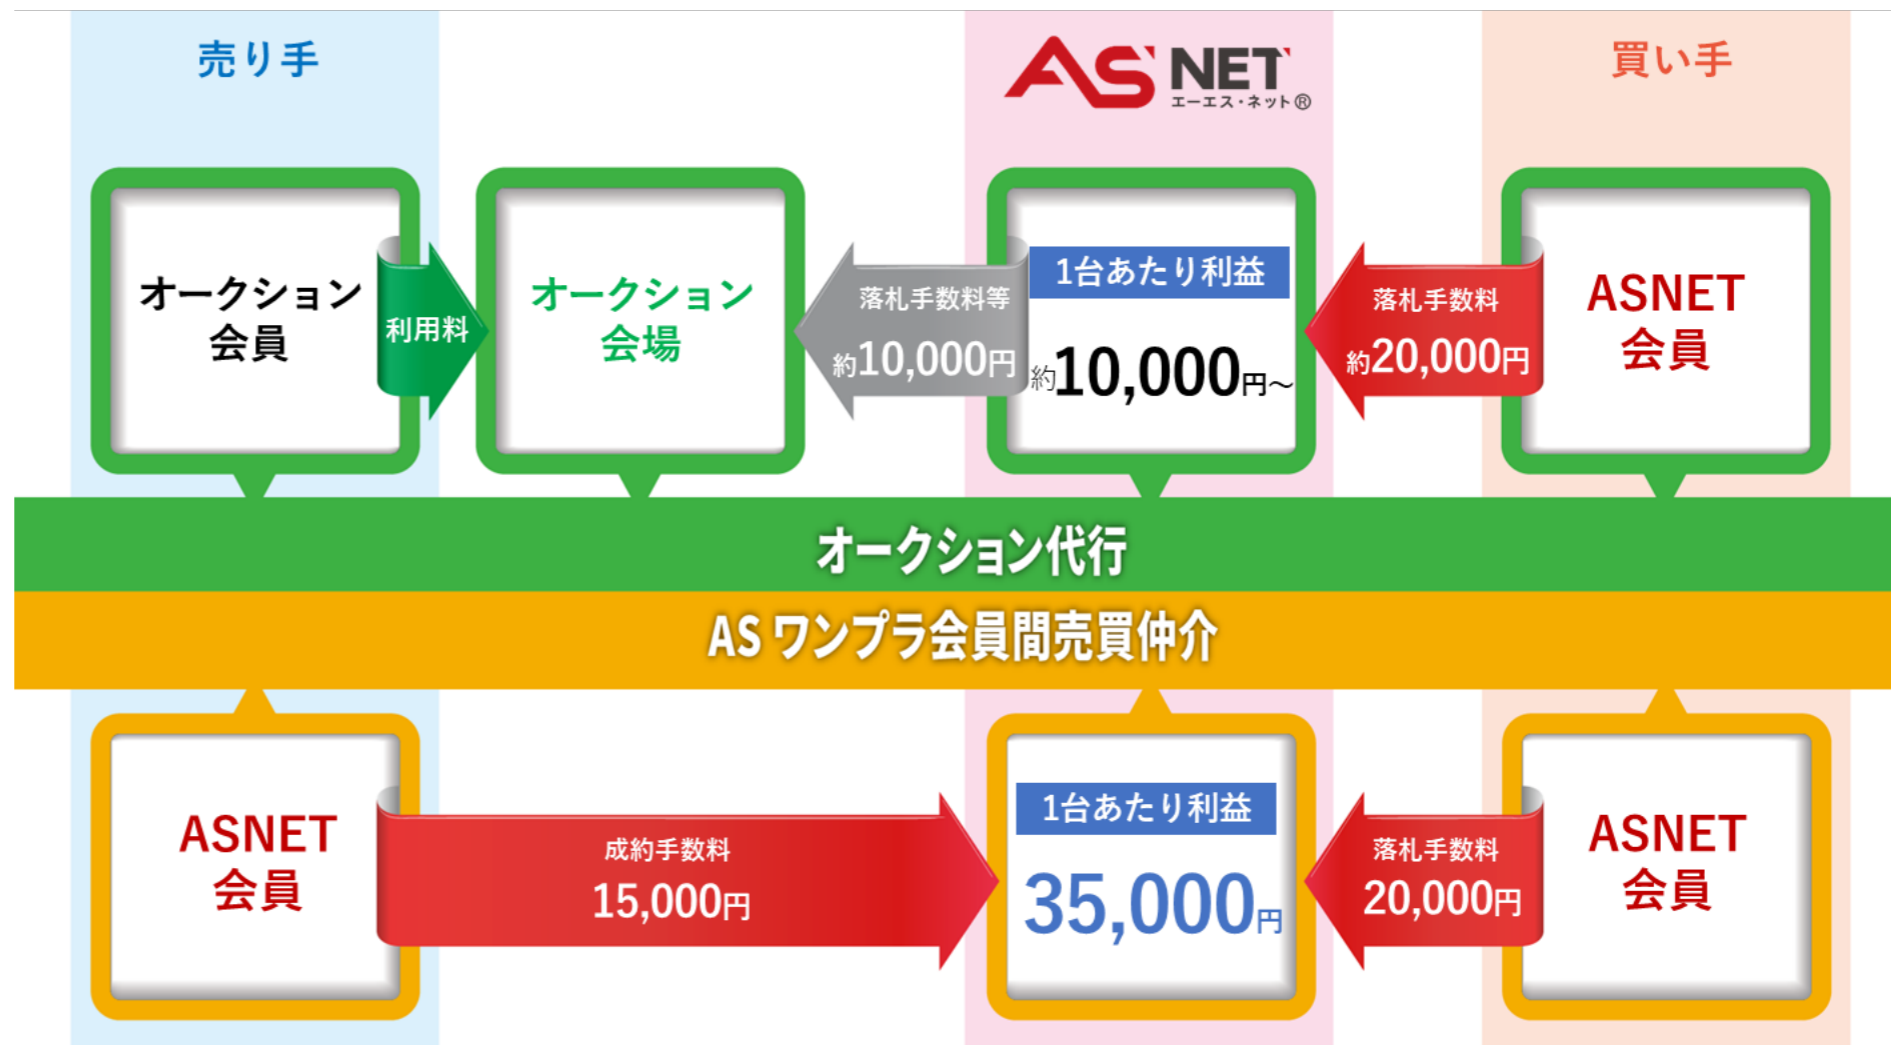 売り手
AS NET
エーエス・ネット®
買い手
オークション
会員
利用料
オークション
会場
落札手数料等
約10,000円
1台あたり利益
約10,000円～
落札手数料
約20,000円
ASNET
会員
オークション代行
AS ワンプラ会員間売買仲介
ASNET
会員
成約手数料
15,000円
1台あたり利益
35,000円
落札手数料
20,000円
ASNET
会員